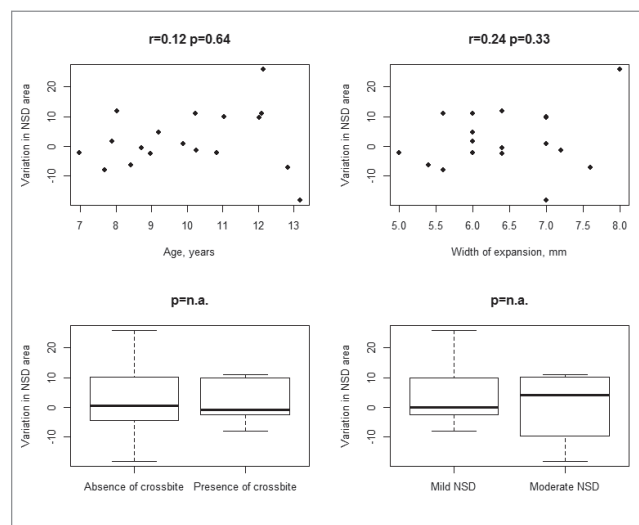 r=0.12 p=0.64
Variation in NSD area
20
10
0
-10
7 8 9 10 11 12 13
Age, years
r=0.24 p=0.33
Variation in NSD area
20
10
0
-10
5.0 5.5 6.0 6.5 7.0 7.5 8.0
Width of expansion, mm
p=n.a.
Variation in NSD area
20
10
0
-10
Absence of crossbite Presence of crossbite
p=n.a.
Variation in NSD area
20
10
0
-10
Mild NSD Moderate NSD